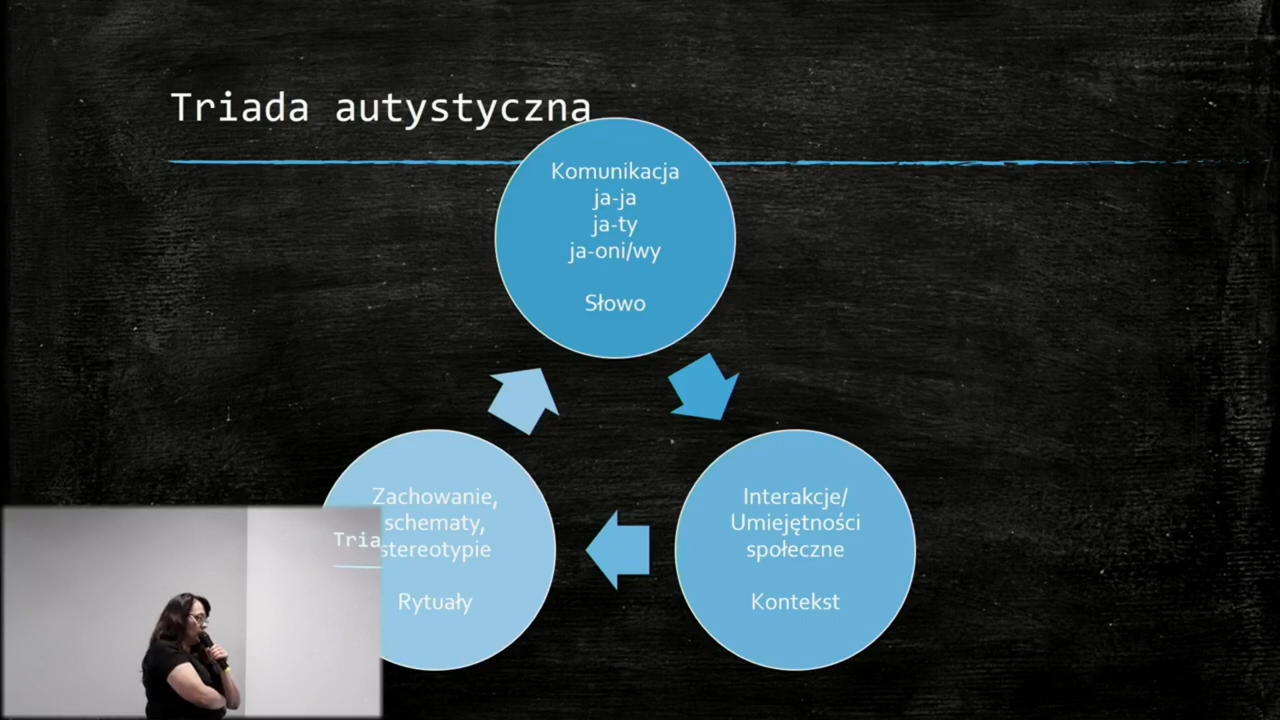 Triada autystyczna
Komunikacja
ja-ja
ja-ty
ja-oni/wy
Słowo
Interakcje/
Umiejętności
społeczne
Kontekst
Zachowanie,
schematy,
stereotypie
Rytuały
Tria